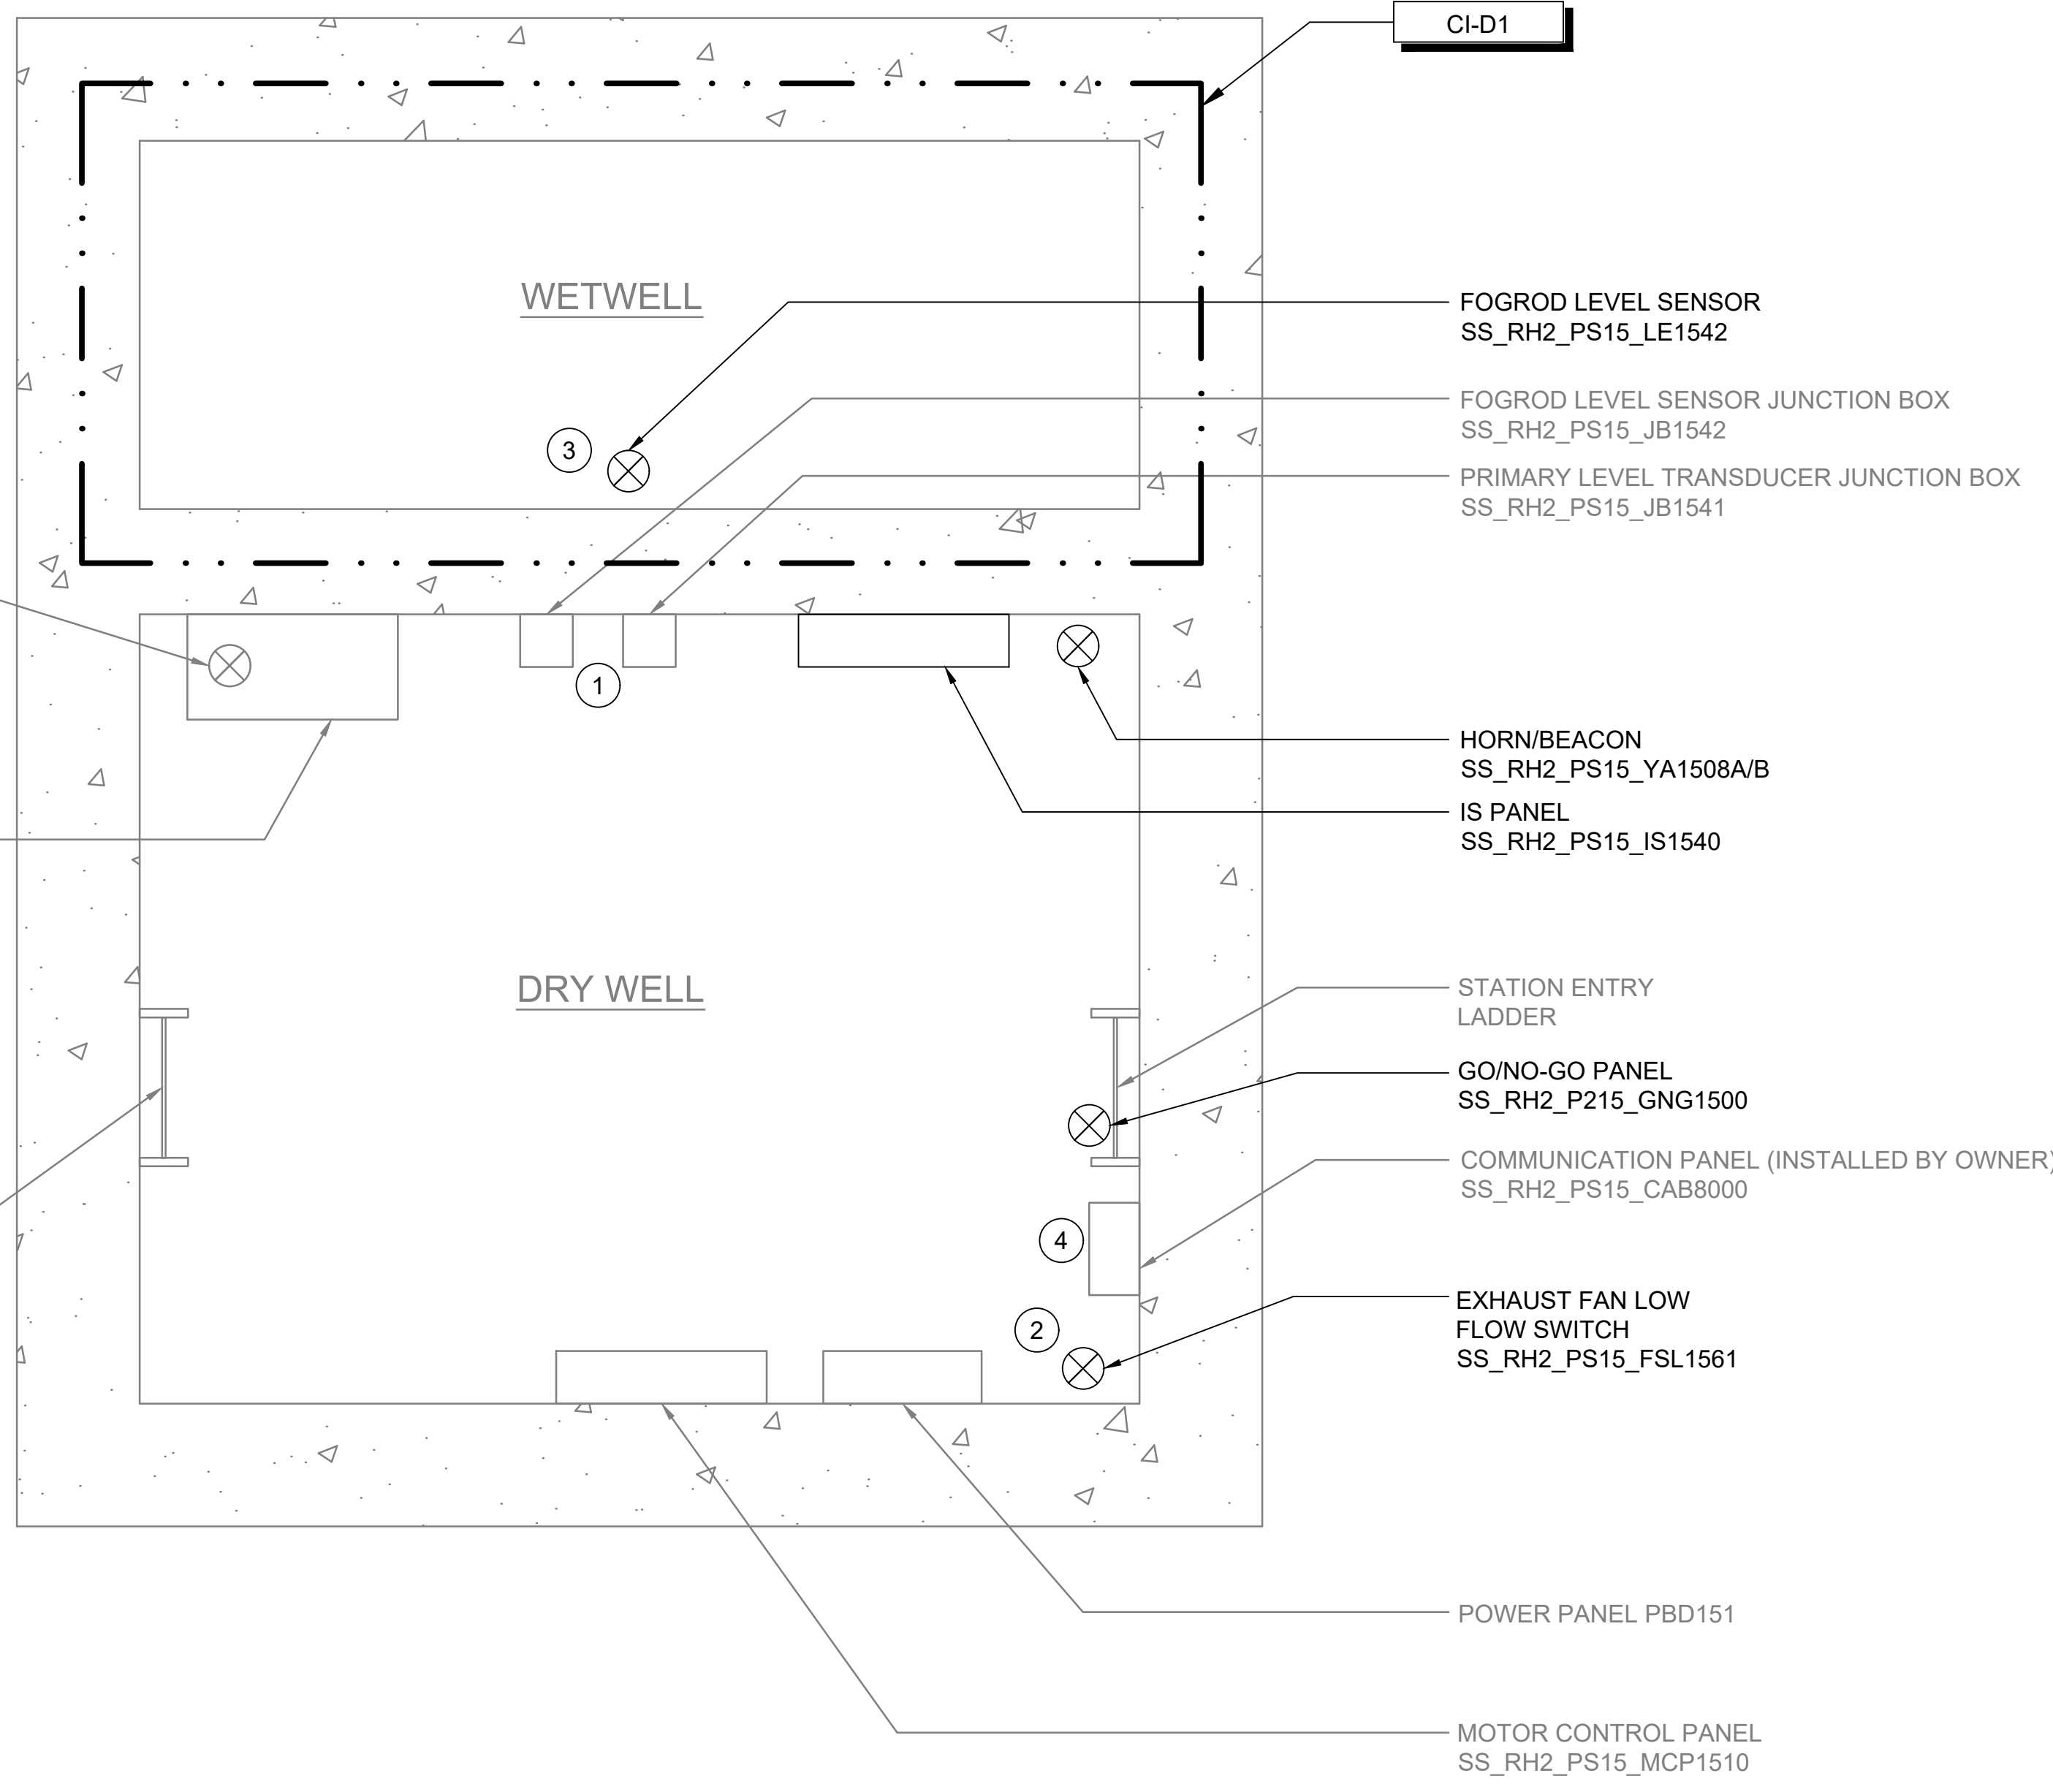 CI-D1
WETWELL
FOGROD LEVEL SENSOR
SS_RH2_PS15_LE1542
FOGROD LEVEL SENSOR JUNCTION BOX
SS_RH2_PS15_JB1542
3
PRIMARY LEVEL TRANSDUCER JUNCTION BOX
SS_RH2_PS15_JB1541
1
HORN/BEACON
SS_RH2_PS15_YA1508A/B
IS PANEL
SS_RH2_PS15_IS1540
DRY WELL
STATION ENTRY
LADDER
GO/NO-GO PANEL
SS_RH2_P215_GNG1500
COMMUNICATION PANEL (INSTALLED BY OWNER)
SS_RH2_PS15_CAB8000
4
EXHAUST FAN LOW
FLOW SWITCH
SS_RH2_PS15_FSL1561
2
POWER PANEL PBD151
MOTOR CONTROL PANEL
SS_RH2_PS15_MCP1510